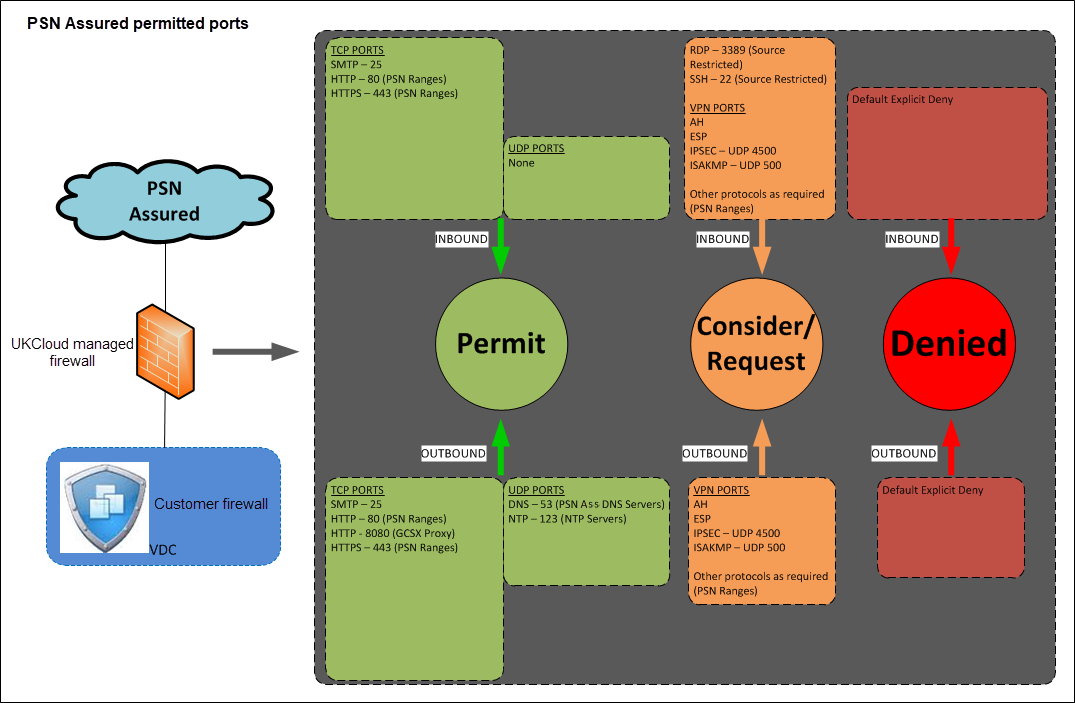 PSN Assured permitted ports
PSN
Assured
UKCloud managed
firewall
Customer firewall
VDC
TCP PORTS
SMTP – 25
HTTP – 80 (PSN Ranges)
HTTPS – 443 (PSN Ranges)
UDP PORTS
None
INBOUND
Permit
OUTBOUND
TCP PORTS
SMTP – 25
HTTP – 80 (PSN Ranges)
HTTP - 8080 (GCSX Proxy)
HTTPS – 443 (PSN Ranges)
UDP PORTS
DNS – 53 (PSN Ass DNS Servers)
NTP – 123 (NTP Servers)
RDP – 3389 (Source
Restricted)
SSH – 22 (Source Restricted)
VPN PORTS
AH
ESP
IPSEC – UDP 4500
ISAKMP – UDP 500
Other protocols as required
(PSN Ranges)
INBOUND
Consider/
Request
OUTBOUND
VPN PORTS
AH
ESP
IPSEC – UDP 4500
ISAKMP – UDP 500
Other protocols as required
(PSN Ranges)
Default Explicit Deny
INBOUND
Denied
OUTBOUND
Default Explicit Deny